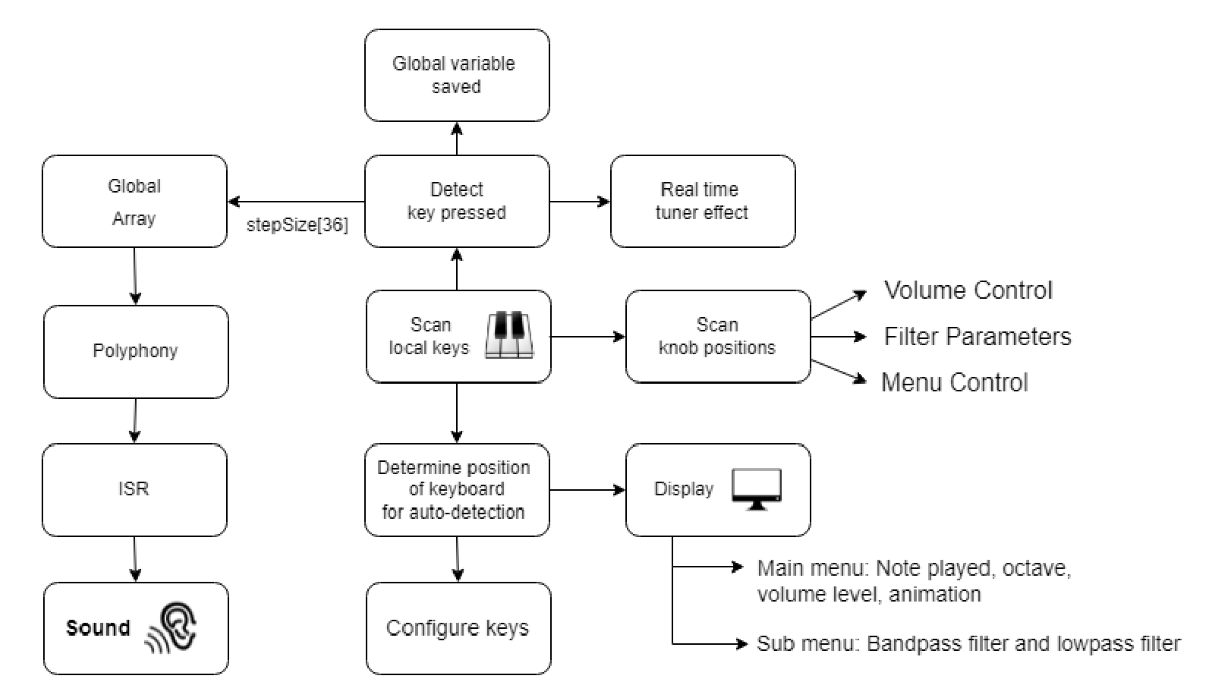 Global variable
saved
Global
Array
stepSize[36]
Detect
key pressed
Real time
tuner effect
Polyphony
Scan
local keys
Scan
knob positions
Volume Control
Filter Parameters
Menu Control
ISR
Determine position
of keyboard
for auto-detection
Display
Sound
Configure keys
Main menu: Note played, octave,
volume level, animation
Sub menu: Bandpass filter and lowpass filter